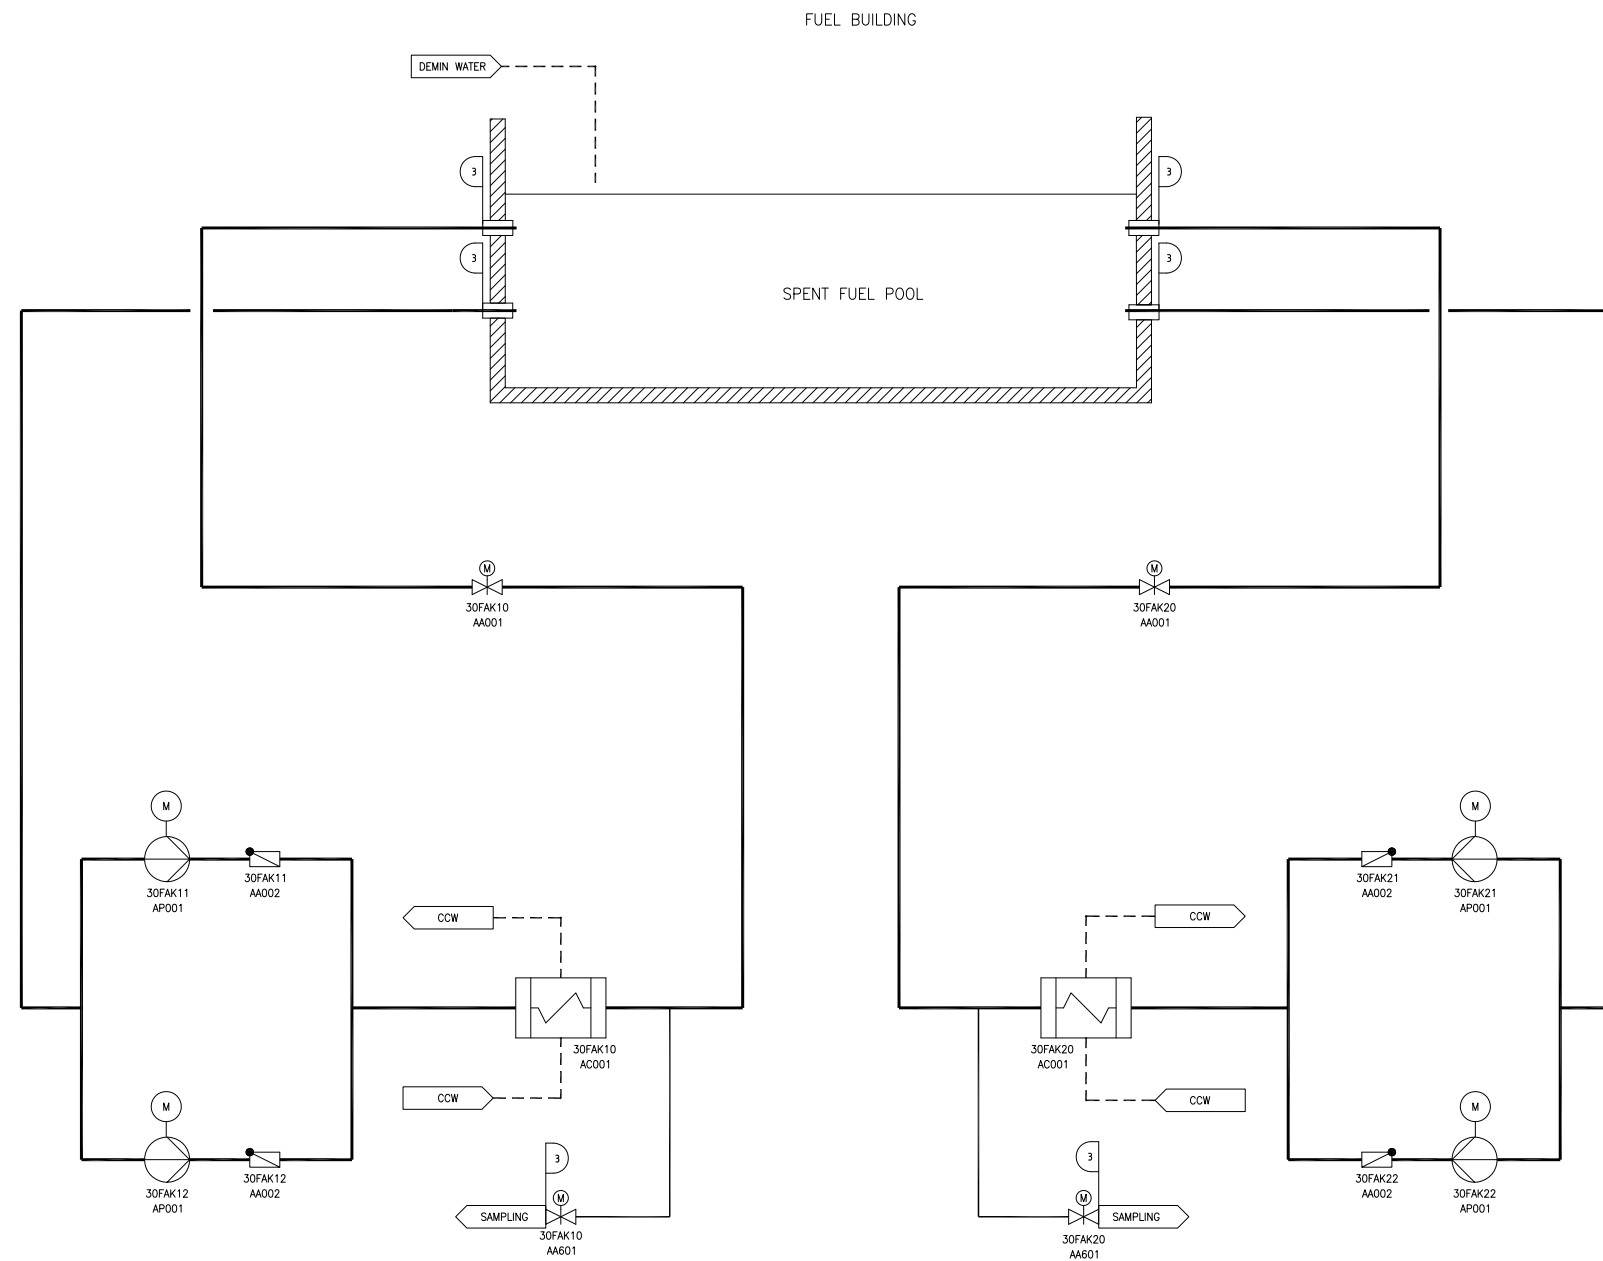 FUEL BUILDING
DEMIN WATER
3
3
3
3
SPENT FUEL POOL
M
30FAK10
AA001
M
30FAK20
AA001
M
30FAK11
AP001
30FAK11
AA002
30FAK21
AA002
M
30FAK21
AP001
CCW
CCW
30FAK10
AC001
30FAK20
AC001
CCW
CCW
M
30FAK12
AP001
30FAK12
AA002
3
M
SAMPLING
30FAK10
AA601
3
M
SAMPLING
30FAK20
AA601
30FAK22
AA002
M
30FAK22
AP001